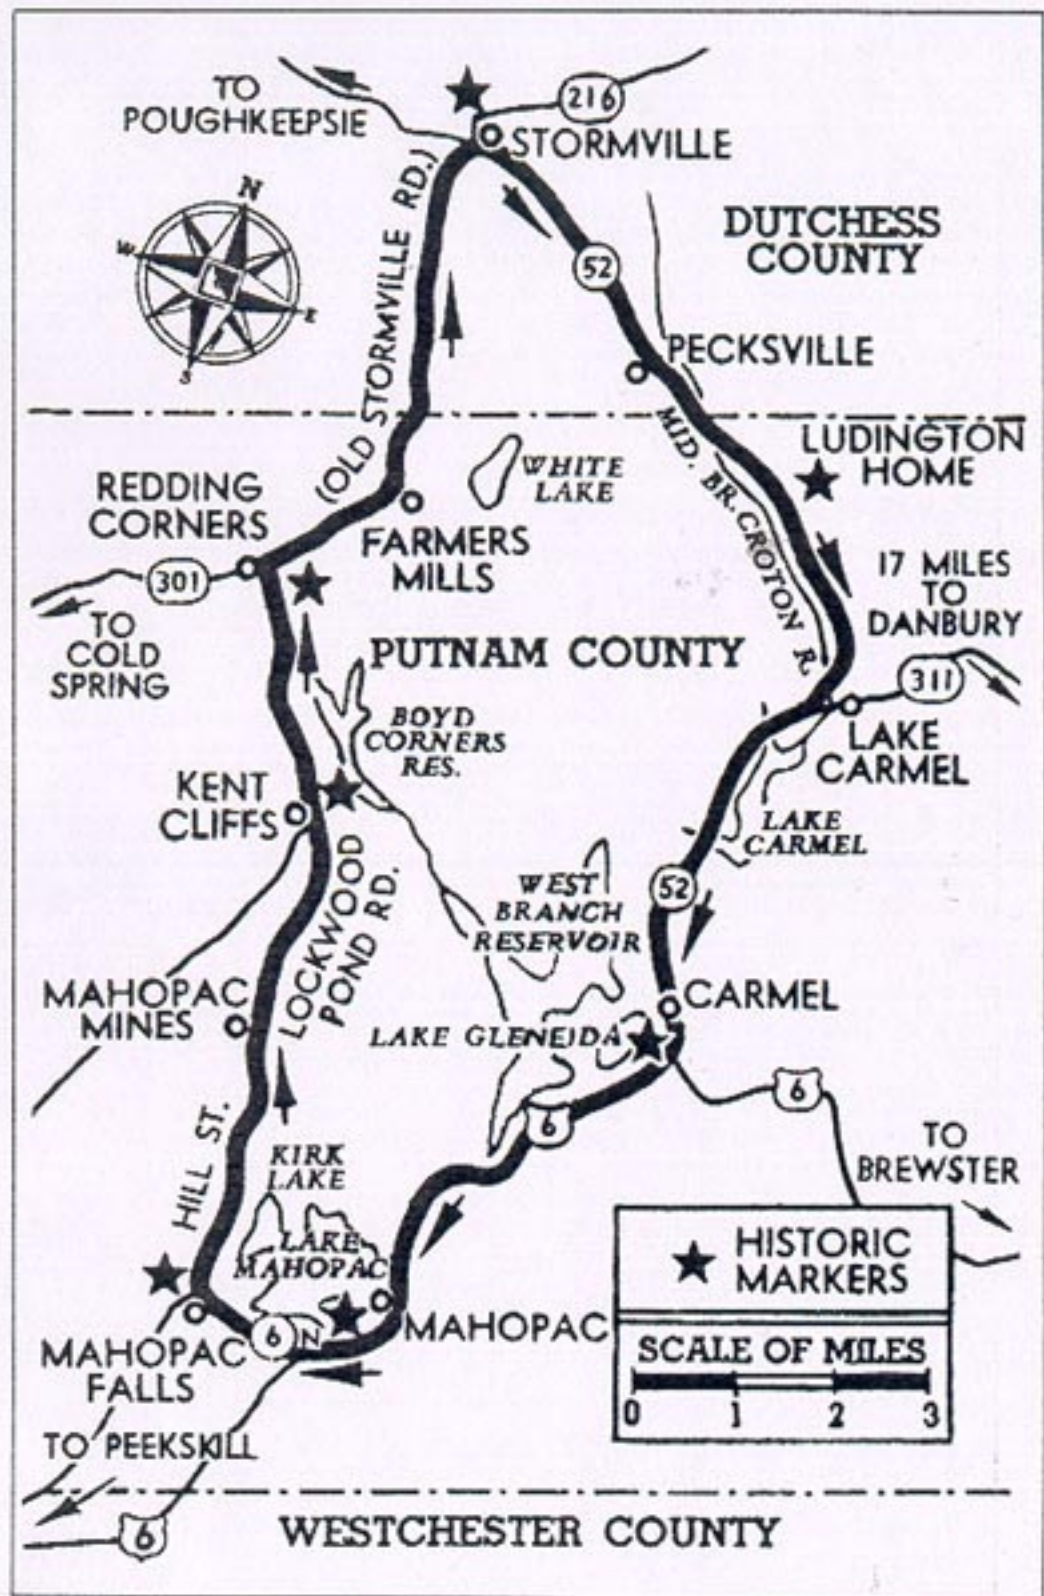 TO
POUGHKEEPSIE
216
STORMVILLE
N
W
E
S
(OLD STORMVILLE RD.)
DUTCHESS
COUNTY
52
PECKSVILLE
MID. BR. CROTON R.
LUDINGTON
HOME
WHITE
LAKE
REDDING
CORNERS
FARMERS
MILLS
301
TO
COLD
SPRING
17 MILES
TO
DANBURY
311
PUTNAM COUNTY
BOYD
CORNERS
RES.
LAKE
CARMEL
KENT
CLIFFS
LAKE
CARMEL
LOCKWOOD
POND RD.
52
WEST
BRANCH
RESERVOIR
MAHOPAC
MINES
CARMEL
LAKE GLENEIDA
6
6
HILL ST.
TO
BREWSTER
KIRK
LAKE
LAKE
MAHOPAC
6
N
MAHOPAC
MAHOPAC
FALLS
HISTORIC
MARKERS
SCALE OF MILES
0 1 2 3
TO PEEKSKILL
6
WESTCHESTER COUNTY